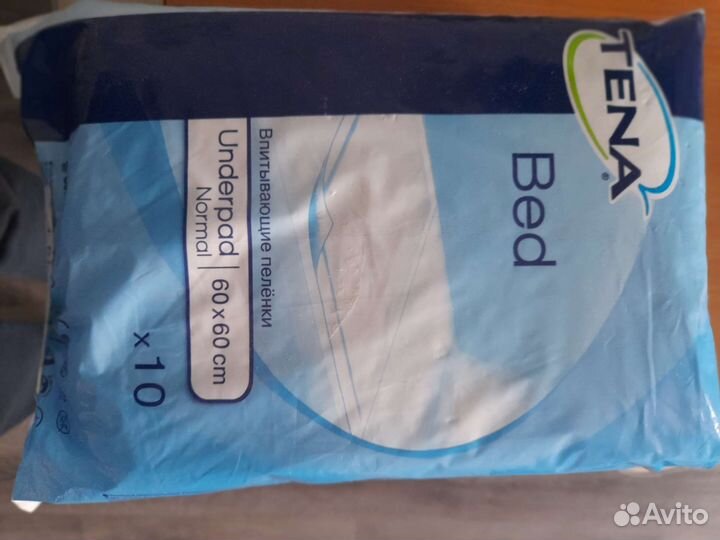 TENA®
Bed
Впитывающие пелёнки
Underpad
Normal
60 x 60 cm
x 10
Avito